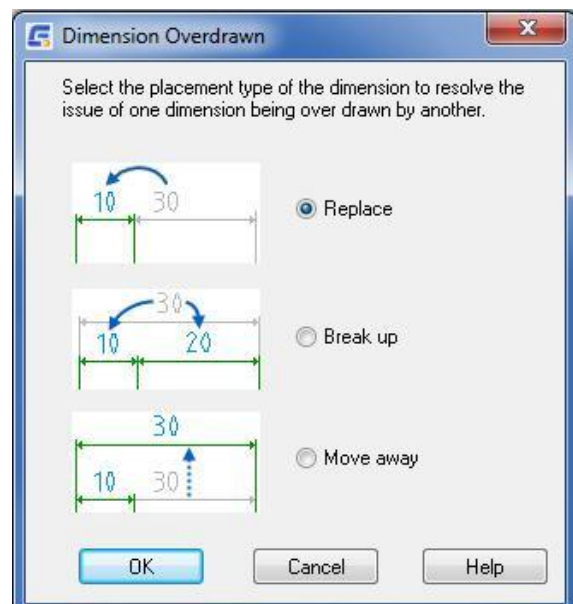 Dimension Overdrawn
Select the placement type of the dimension to resolve the
issue of one dimension being over drawn by another.
10 30
Replace
30
10 20
Break up
30
10 30
Move away
OK Cancel Help